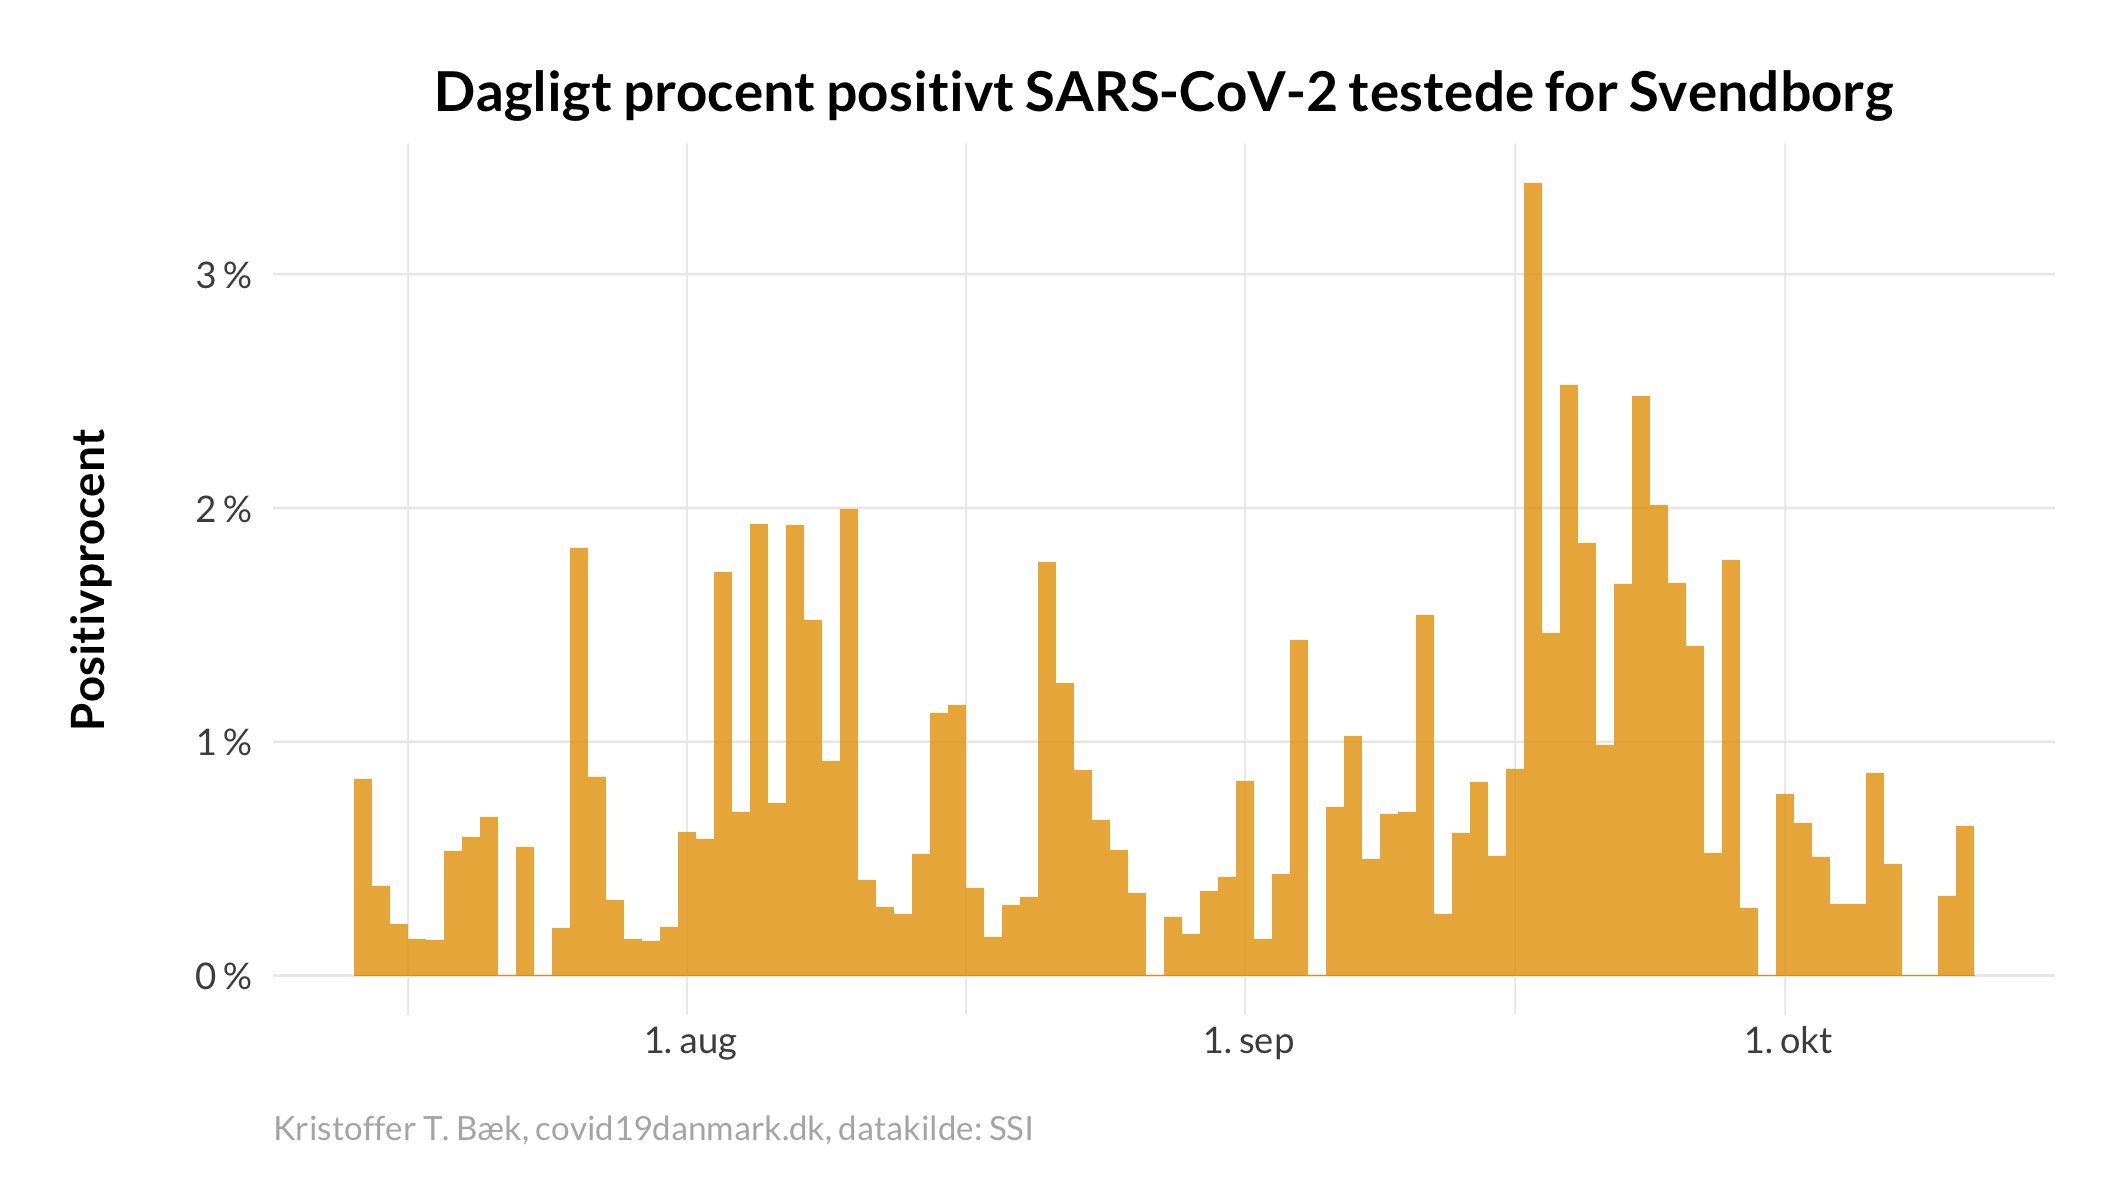 Dagligt procent positivt SARS-CoV-2 testede for Svendborg
Positivprocent
3 %
2 %
1 %
0 %
1. aug
1. sep
1. okt
Kristoffer T. Bæk, covid19danmark.dk, datakilde: SSI